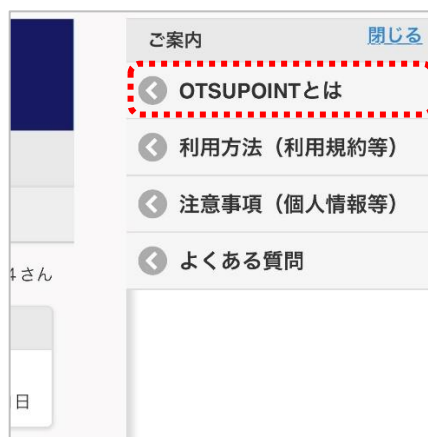 ご案内
閉じる
OTSUPOINTとは
利用方法（利用規約等）
注意事項（個人情報等）
よくある質問
4さん
日